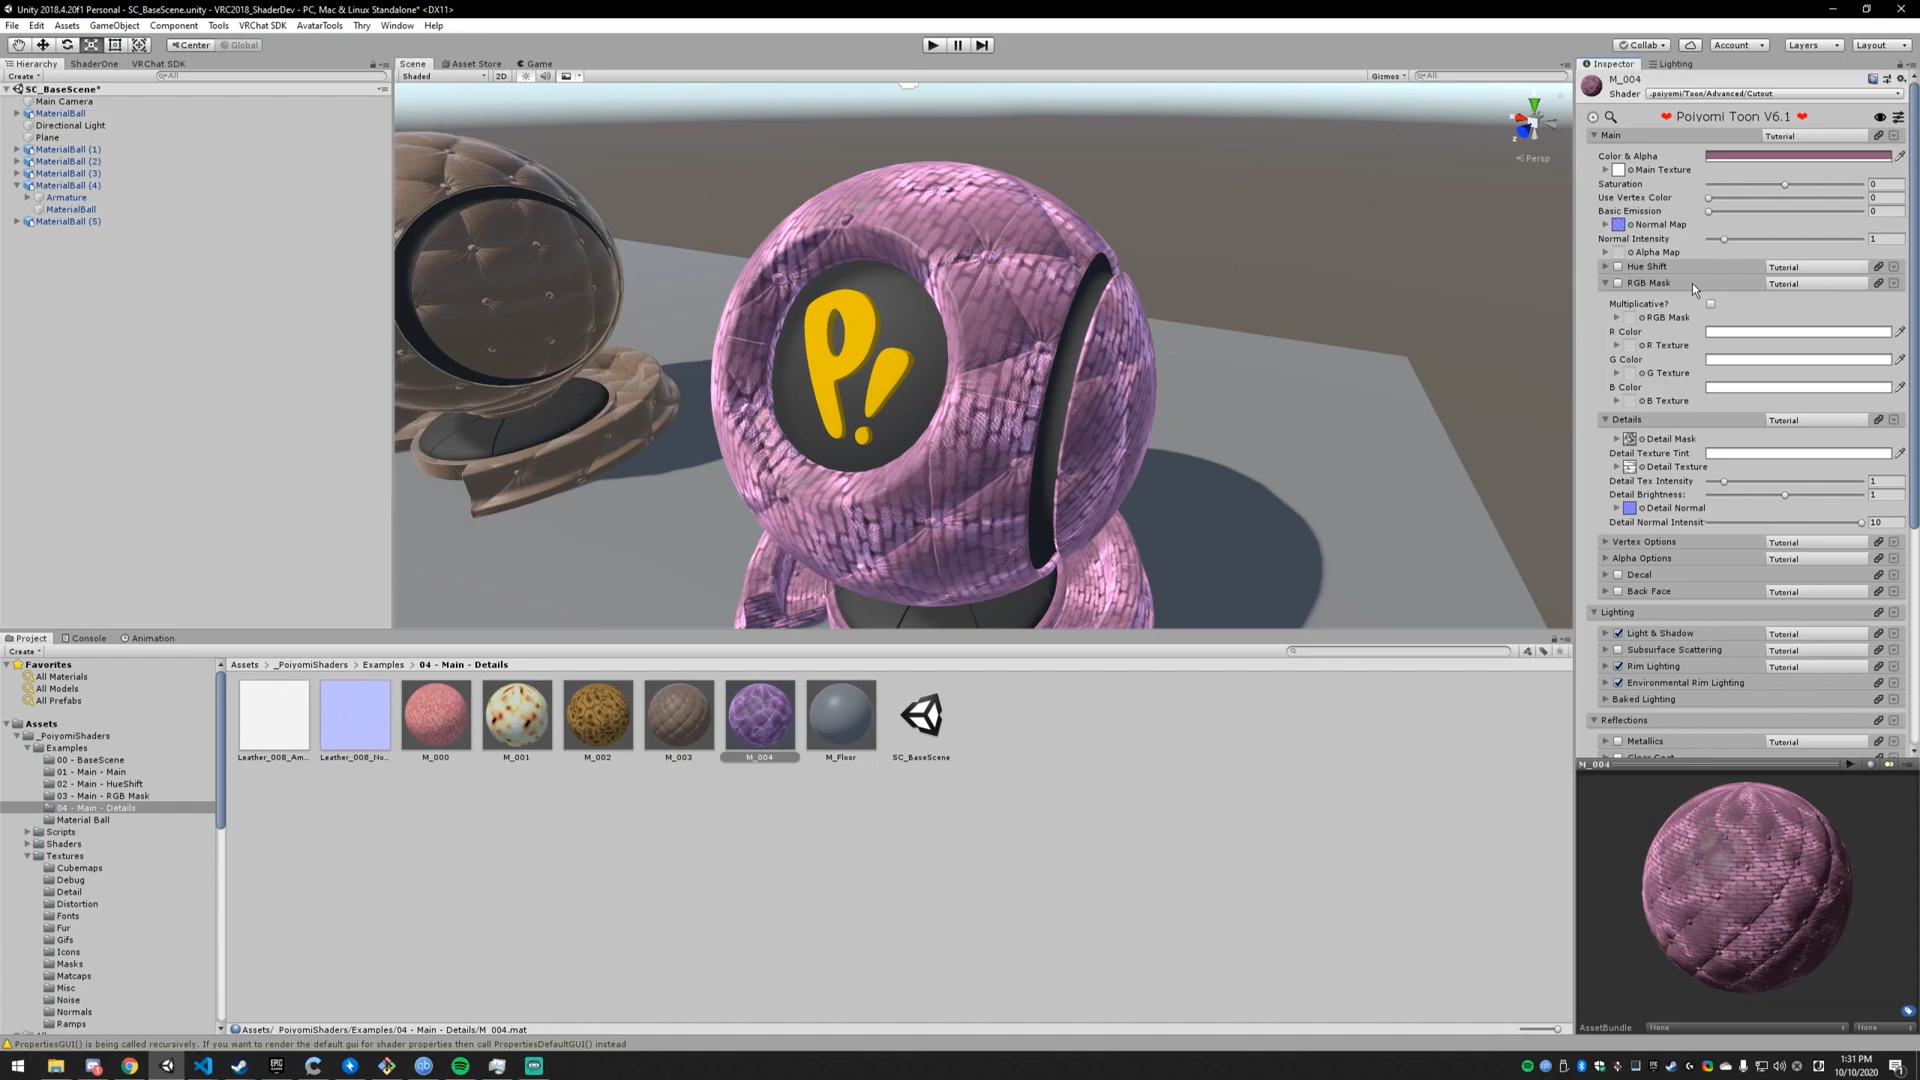 Unity 2018.4.20f1 Personal - SC_BaseScene.unity - VRC2018_ShaderDev - PC, Mac & Linux Standalone* <DX11>
File Edit Assets GameObject Component Tools VRChat SDK AvatarTools Thry Window Help
Center Global
Collab Account Layers Layout
Hierarchy ShaderOne VRChat SDK
Create All
SC_BaseScene*
Main Camera
MaterialBall
Directional Light
Plane
MaterialBall (1)
MaterialBall (2)
MaterialBall (3)
MaterialBall (4)
Armature
MaterialBall
MaterialBall (5)
Scene Asset Store Game
Shaded 2D Gizmos All
Persp
P!
Inspector Lighting
M_004
Shader .poiyomi/Toon/Advanced/Cutout
Poiyomi Toon V6.1
Main Tutorial
Color & Alpha
Main Texture
Saturation 0
Use Vertex Color 0
Basic Emission 0
Normal Map
Normal Intensity 1
Alpha Map
Hue Shift Tutorial
RGB Mask Tutorial
Multiplicative?
RGB Mask
R Color
R Texture
G Color
G Texture
B Color
B Texture
Details Tutorial
Detail Mask
Detail Texture Tint
Detail Texture
Detail Tex Intensity 1
Detail Brightness: 1
Detail Normal
Detail Normal Intensit 10
Vertex Options Tutorial
Alpha Options Tutorial
Decal
Back Face Tutorial
Lighting
Light & Shadow Tutorial
Subsurface Scattering Tutorial
Rim Lighting Tutorial
Environmental Rim Lighting
Baked Lighting
Reflections
Metallics Tutorial
M_004
AssetBundle None None
Project Console Animation
Create
Favorites
All Materials
All Models
All Prefabs
Assets
_PoiyomiShaders
Examples
00 - BaseScene
01 - Main - Main
02 - Main - HueShift
03 - Main - RGB Mask
04 - Main - Details
Material Ball
Scripts
Shaders
Textures
Cubemaps
Debug
Detail
Distortion
Fonts
Fur
Gifs
Icons
Masks
Matcaps
Misc
Noise
Normals
Ramps
Assets > _PoiyomiShaders > Examples > 04 - Main - Details
Leather_008_Am... Leather_008_No... M_000 M_001 M_002 M_003 M_004 M_Floor SC_BaseScene
Assets/_PoiyomiShaders/Examples/04 - Main - Details/M_004.mat
PropertiesGUI() is being called recursively. If you want to render the default gui for shader properties then call PropertiesDefaultGUI() instead
1:31 PM
10/10/2020